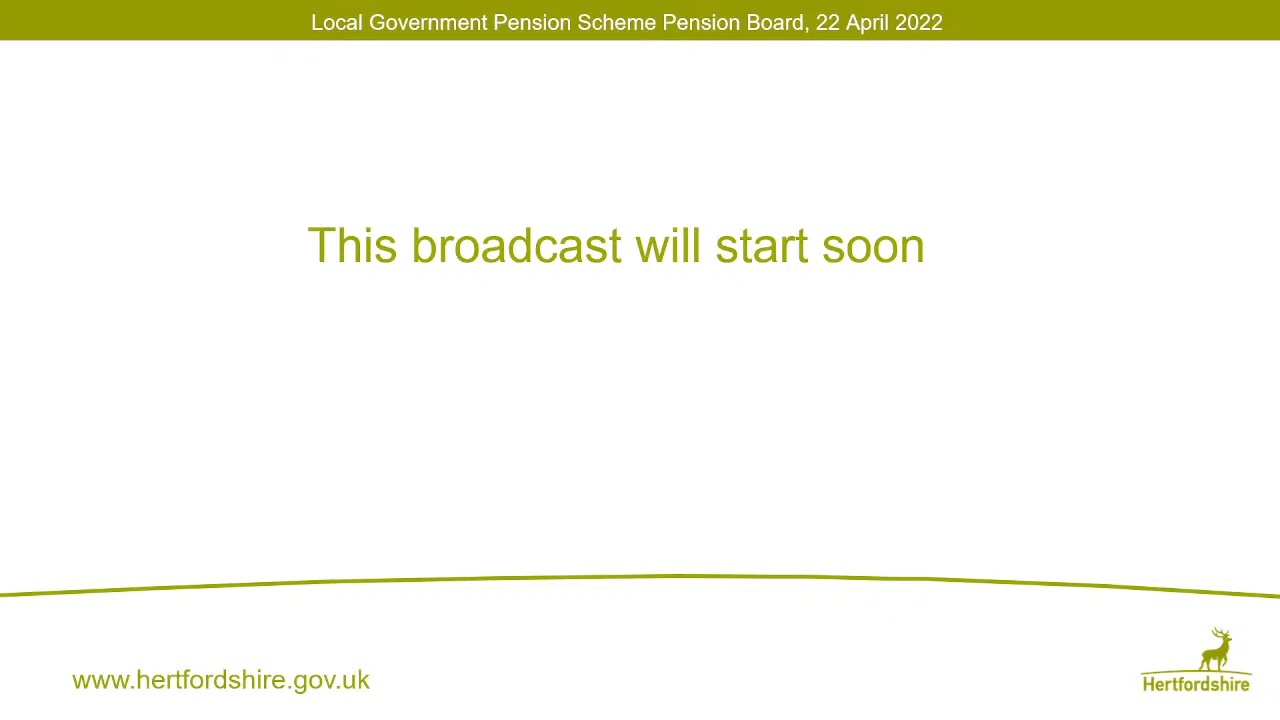 Local Government Pension Scheme Pension Board, 22 April 2022
This broadcast will start soon
www.hertfordshire.gov.uk
Hertfordshire